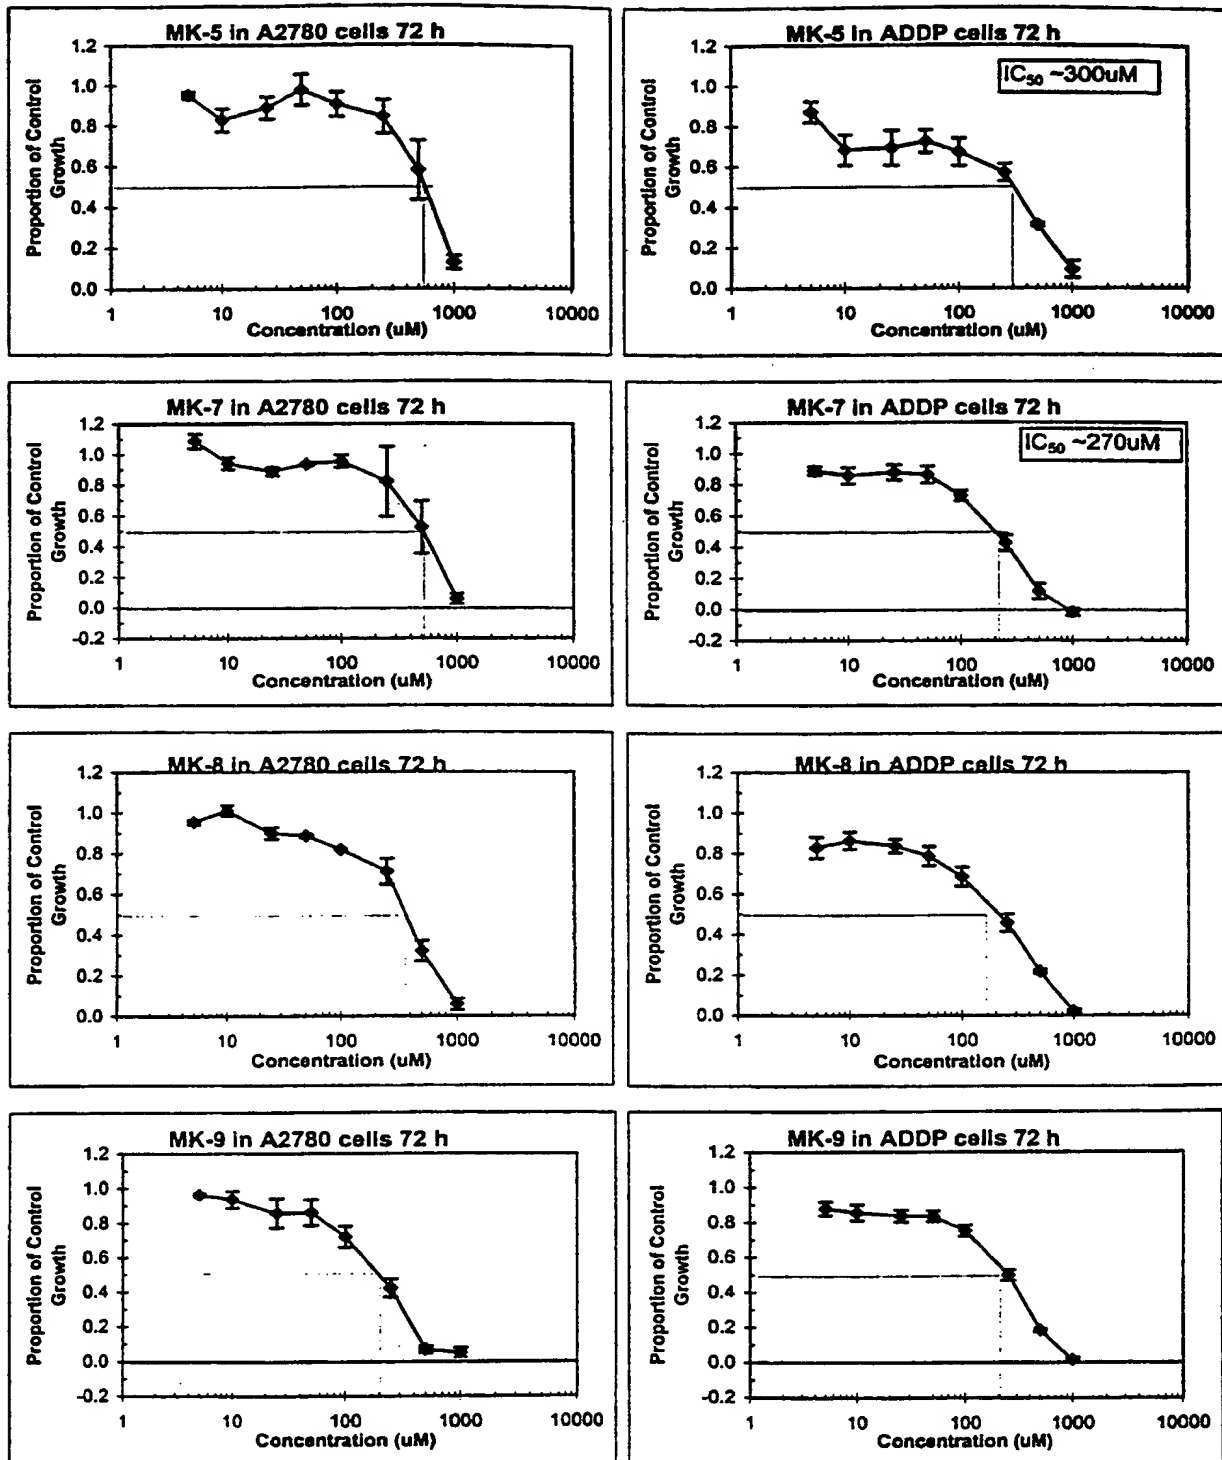 MK-5 in A2780 cells 72 h
1.2
1.0
0.8
0.6
0.4
0.2
0.0
Proportion of Control
Growth
1 10 100 1000 10000
Concentration (uM)
MK-5 in ADDP cells 72 h
IC50 ~300uM
1.2
1.0
0.8
0.6
0.4
0.2
0.0
Proportion of Control
Growth
1 10 100 1000 10000
Concentration (uM)
MK-7 in A2780 cells 72 h
1.2
1.0
0.8
0.6
0.4
0.2
0.0
-0.2
Proportion of Control
Growth
1 10 100 1000 10000
Concentration (uM)
MK-7 in ADDP cells 72 h
IC50 ~270uM
1.2
1.0
0.8
0.6
0.4
0.2
0.0
-0.2
Proportion of Control
Growth
1 10 100 1000 10000
Concentration (uM)
MK-8 in A2780 cells 72 h
1.2
1.0
0.8
0.6
0.4
0.2
0.0
Proportion of Control
Growth
1 10 100 1000 10000
Concentration (uM)
MK-8 in ADDP cells 72 h
1.2
1.0
0.8
0.6
0.4
0.2
0.0
Proportion of Control
Growth
1 10 100 1000 10000
Concentration (uM)
MK-9 in A2780 cells 72 h
1.2
1.0
0.8
0.6
0.4
0.2
0.0
-0.2
Proportion of Control
Growth
1 10 100 1000 10000
Concentration (uM)
MK-9 in ADDP cells 72 h
1.2
1.0
0.8
0.6
0.4
0.2
0.0
-0.2
Proportion of Control
Growth
1 10 100 1000 10000
Concentration (uM)